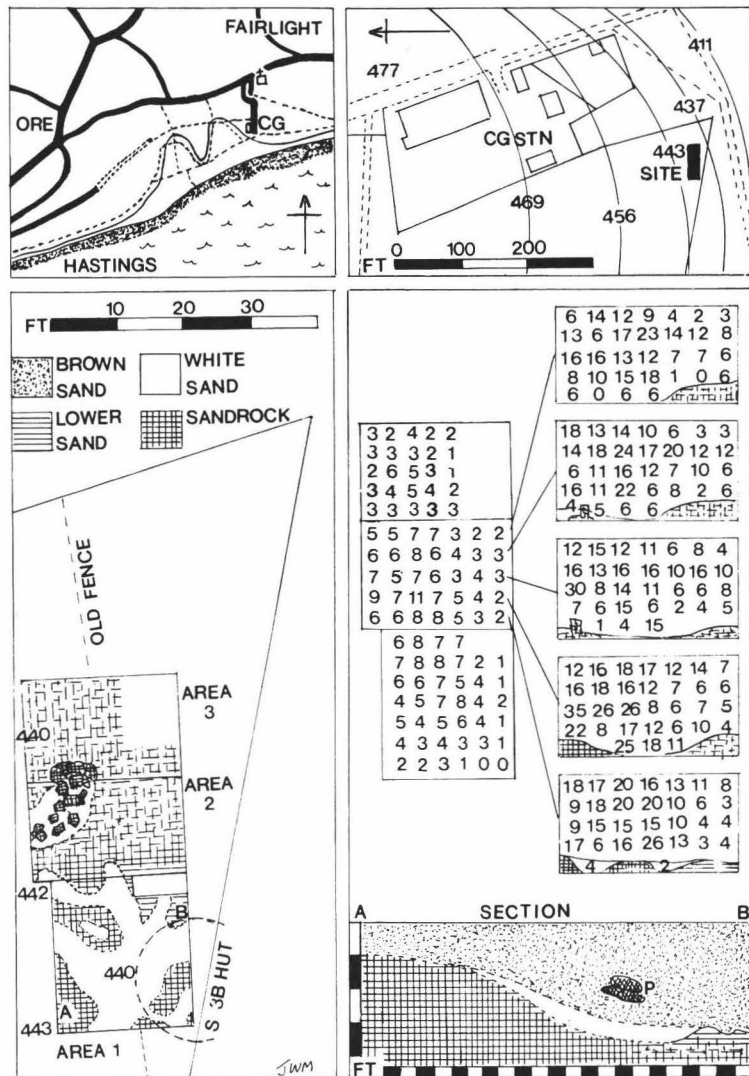 FAIRLIGHT
ORE
CG
HASTINGS
477
411
437
CG STN
443
SITE
469
456
0 100 200
FT
10 20 30
FT
BROWN SAND
WHITE SAND
LOWER SAND
SANDROCK
OLD FENCE
440
AREA 3
AREA 2
442
B
440
S 3B HUT
A
443
AREA 1
JWM
3 2 4 2 2
3 3 3 2 1
2 6 5 3 1
3 4 5 4 2
3 3 3 3 3
5 5 7 7 3 2 2
6 6 8 6 4 3 3
7 5 7 6 3 4 3
9 7 11 7 5 4 2
6 6 8 8 5 3 2
6 8 7 7
7 8 8 7 2 1
6 6 7 5 4 1
4 5 7 8 4 2
5 4 5 6 4 1
4 3 4 3 3 1
2 2 3 1 0 0
6 14 12 9 4 2 3
13 6 17 23 14 12 8
16 16 13 12 7 7 6
8 10 15 18 1 0 6
6 0 6 6
18 13 14 10 6 3 3
14 18 24 17 20 12 12
6 11 16 12 7 10 6
16 11 22 6 8 2 6
4 5 6 6
12 15 12 11 6 8 4
16 13 16 16 10 16 10
30 8 14 11 6 6 8
7 6 15 6 2 4 5
1 4 15
12 16 18 17 12 14 7
16 18 16 12 7 6 6
35 26 26 8 6 7 5
22 8 17 12 6 10 4
25 18 11
18 17 20 16 13 11 8
9 18 20 20 10 6 3
9 15 15 15 10 4 4
17 6 16 26 13 3 4
4 2
A SECTION B
P
FT